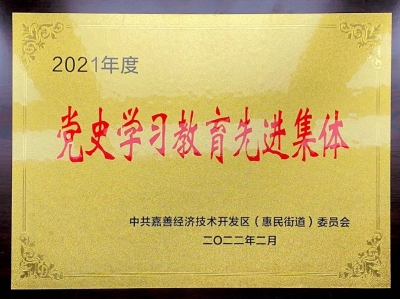 2021年度
党史学习教育先进集体
中共嘉善经济技术开发区（惠民街道）委员会
二〇二二年二月